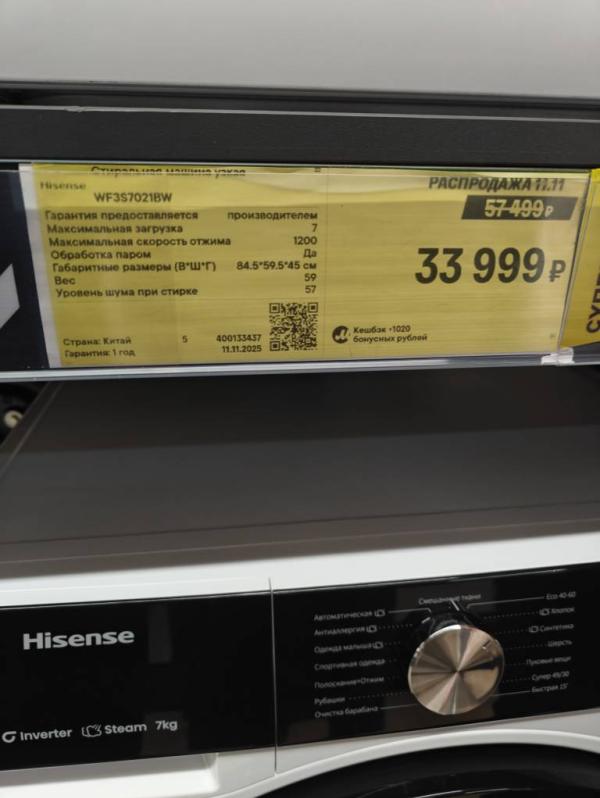 Стиральная машина узкая
Hisense
WF3S7021BW
Гарантия предоставляется производителем
Максимальная загрузка 7
Максимальная скорость отжима 1200
Обработка паром Да
Габаритные размеры (В*Ш*Г) 84.5*59.5*45 см
Вес 59
Уровень шума при стирке 57
Страна: Китай 5 400133437
Гарантия: 1 год 11.11.2025
РАСПРОДАЖА 11.11
57 499 ₽
33 999 ₽
Кешбэк +1020
бонусных рублей
Hisense
Inverter Steam 7kg
Смешанные ткани
Автоматическая
Антиаллергия
Одежда малыша
Спортивная одежда
Полоскание+Отжим
Рубашки
Очистка барабана
Eco 40-60
Хлопок
Синтетика
Шерсть
Пуховые вещи
Супер 49/30
Быстрая 15'